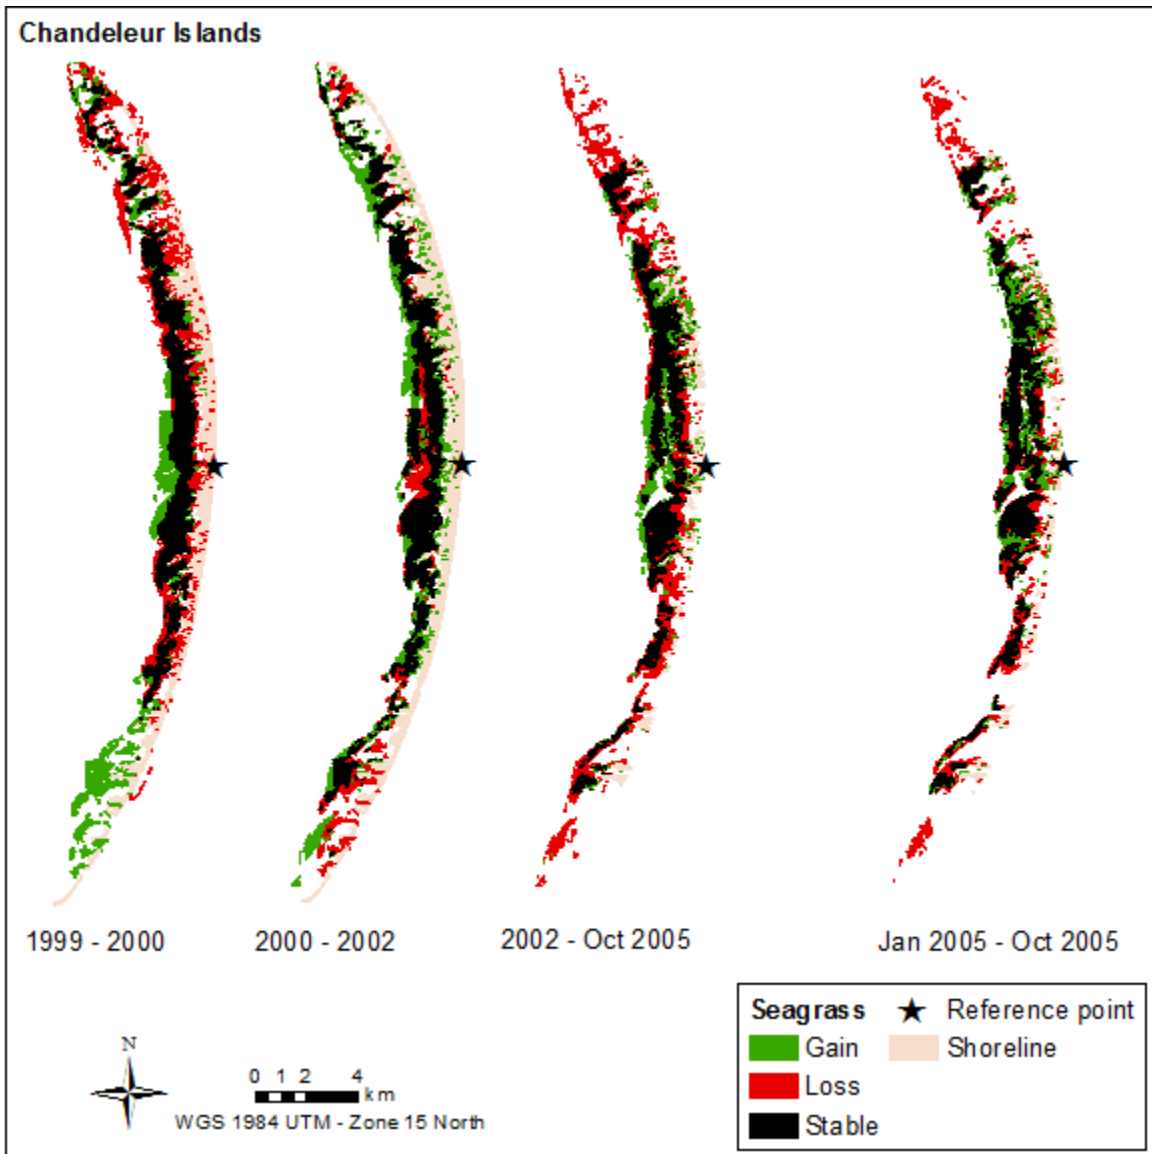 Chandeleur Islands
1999 - 2000
2000 - 2002
2002 - Oct 2005
Jan 2005 - Oct 2005
N
0 1 2 4
km
WGS 1984 UTM - Zone 15 North
Seagrass
Reference point
Gain
Shoreline
Loss
Stable